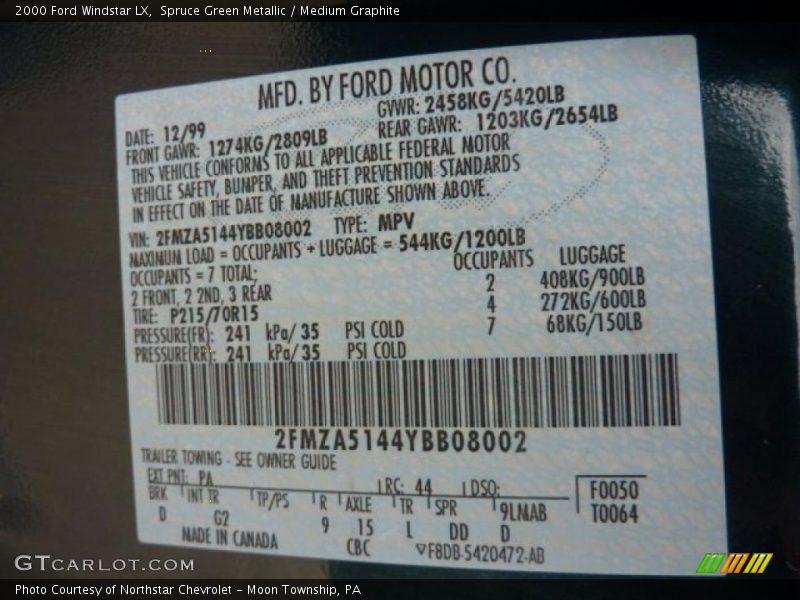 2000 Ford Windstar LX,  Spruce Green Metallic / Medium Graphite
MFD. BY FORD MOTOR CO.
DATE: 12/99
GVWR: 2458KG/5420LB
FRONT GAWR: 1274KG/2809LB
REAR GAWR: 1203KG/2654LB
THIS VEHICLE CONFORMS TO ALL APPLICABLE FEDERAL MOTOR
VEHICLE SAFETY, BUMPER, AND THEFT PREVENTION STANDARDS
IN EFFECT ON THE DATE OF MANUFACTURE SHOWN ABOVE.
VIN: 2FMZA5144YBB08002 TYPE: MPV
MAXIMUM LOAD = OCCUPANTS + LUGGAGE = 544KG/1200LB
OCCUPANTS = 7 TOTAL; OCCUPANTS LUGGAGE
2 FRONT, 2 2ND, 3 REAR 2 408KG/900LB
TIRE: P215/70R15 4 272KG/600LB
PRESSURE(FR): 241 kPa/35 PSI COLD 7 68KG/150LB
PRESSURE(RR): 241 kPa/35 PSI COLD
2FMZA5144YBB08002
TRAILER TOWING - SEE OWNER GUIDE
EXT PNT: PA RC: 44 DSO: F0050
BRK INT TR TP/PS R AXLE TR SPR 9LMAB T0064
D G2 9 15 L DD D
MADE IN CANADA CBC ▽F8DB-5420472-AB
GTCARLOT.COM
Photo Courtesy of Northstar Chevrolet - Moon Township, PA